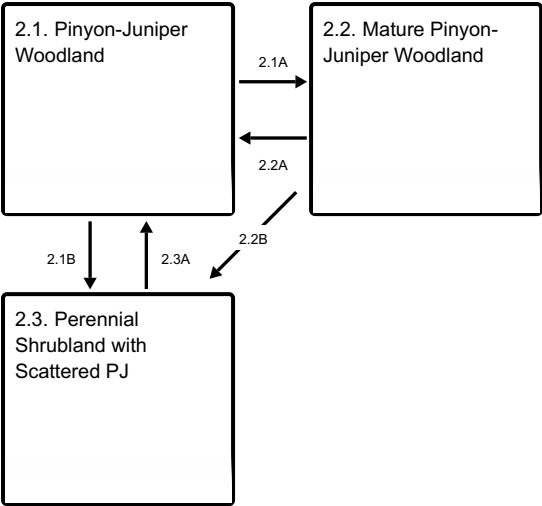 2.1. Pinyon-Juniper
Woodland
2.2. Mature Pinyon-
Juniper Woodland
2.1A
2.2A
2.2B
2.1B
2.3A
2.3. Perennial
Shrubland with
Scattered PJ